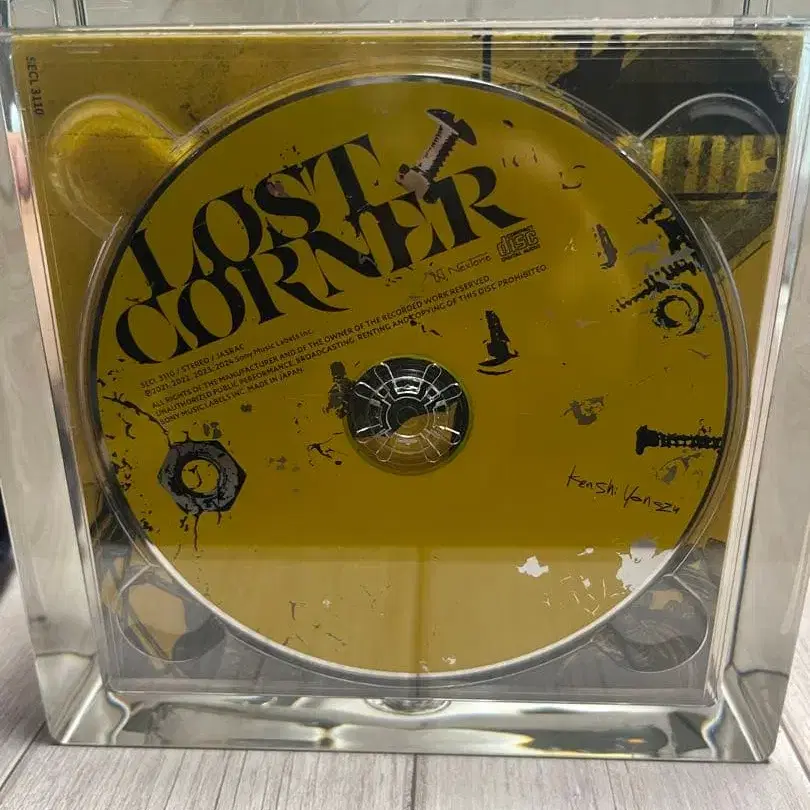 SECL 3110
LOST
CORNER
NexTone
disc
SECL 3110 / STEREO / JASRAC
℗2021, 2022, 2023, 2024 Sony Music Labels Inc.
ALL RIGHTS OF THE MANUFACTURER AND OF THE OWNER OF THE RECORDED WORK RESERVED.
UNAUTHORIZED PUBLIC PERFORMANCE, BROADCASTING, RENTING AND COPYING OF THIS DISC PROHIBITED.
SONY MUSIC LABELS INC. MADE IN JAPAN.
Kenshi Yonezu